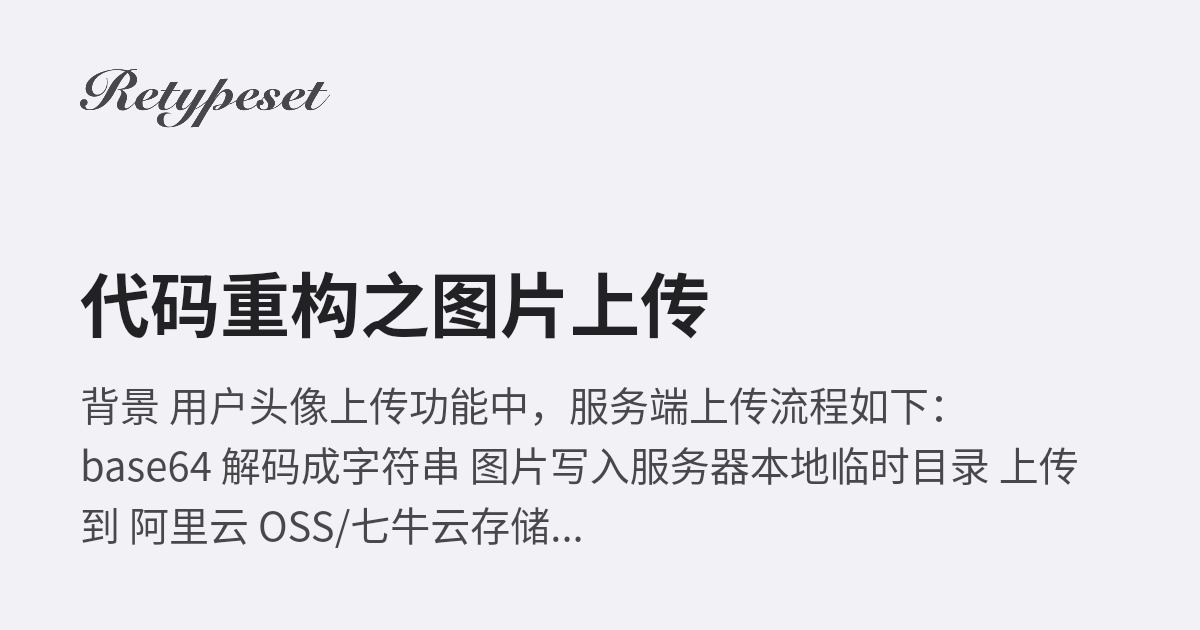 Retypeset
代码重构之图片上传
背景 用户头像上传功能中，服务端上传流程如下：
base64 解码成字符串 图片写入服务器本地临时目录 上传
到 阿里云 OSS/七牛云存储...